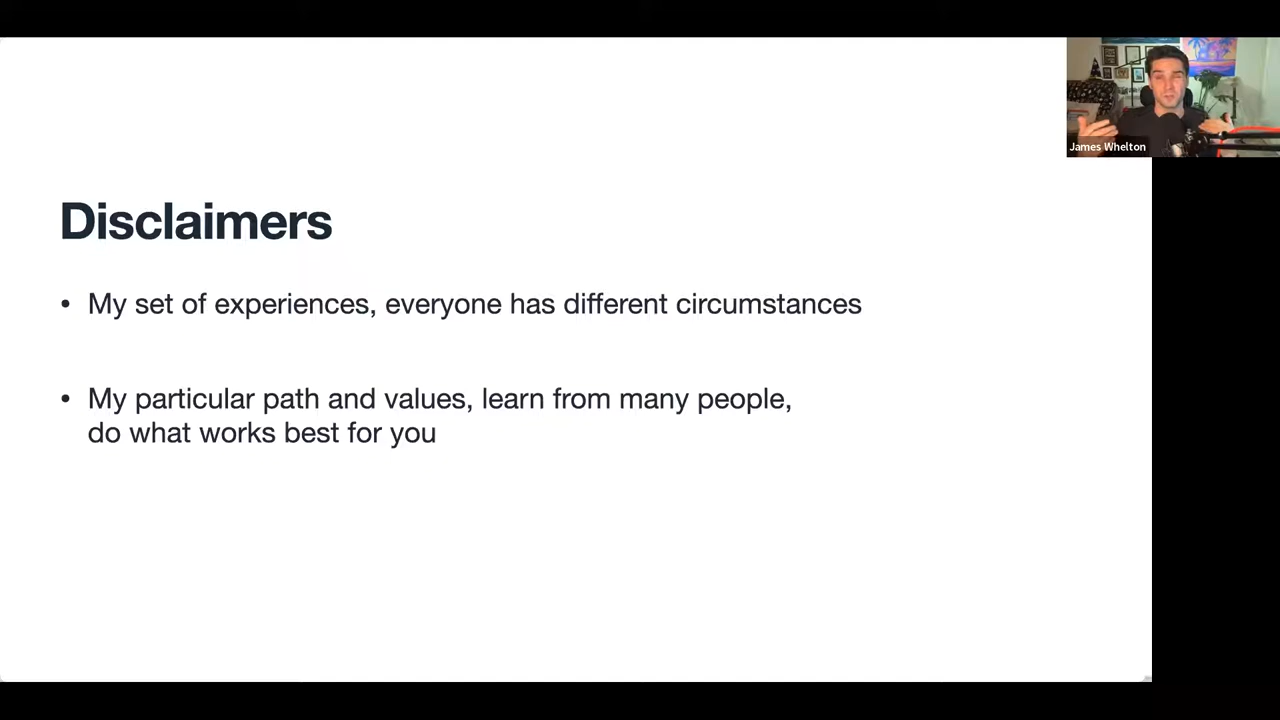 James Whelton
Disclaimers
• My set of experiences, everyone has different circumstances
• My particular path and values, learn from many people,
do what works best for you